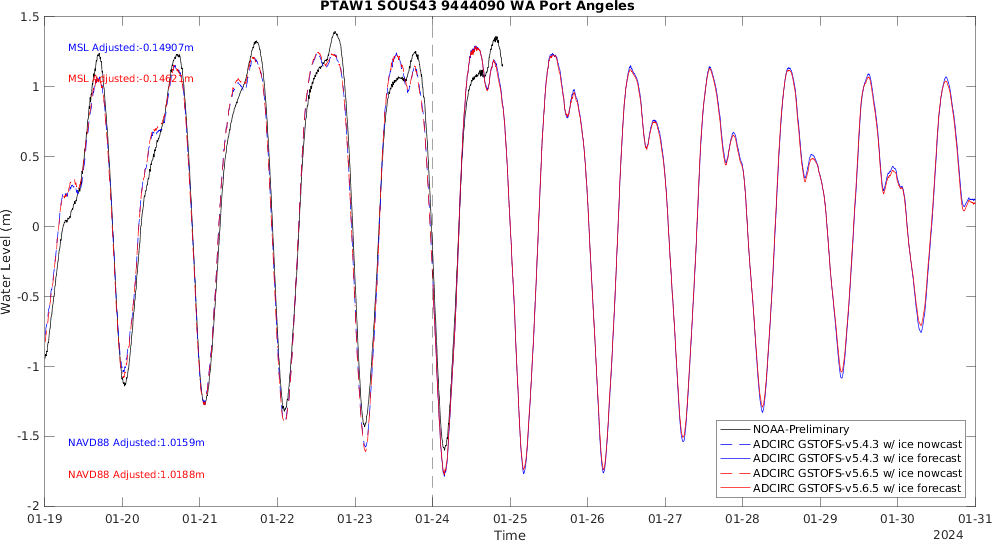 PTAW1 SOUS43 9444090 WA Port Angeles
1.5
1
0.5
0
-0.5
-1
-1.5
-2
Water Level (m)
MSL Adjusted:-0.14907m
MSL Adjusted:-0.14621m
NAVD88 Adjusted:1.0159m
NAVD88 Adjusted:1.0188m
NOAA-Preliminary
ADCIRC GSTOFS-v5.4.3 w/ ice nowcast
ADCIRC GSTOFS-v5.4.3 w/ ice forecast
ADCIRC GSTOFS-v5.6.5 w/ ice nowcast
ADCIRC GSTOFS-v5.6.5 w/ ice forecast
01-19 01-20 01-21 01-22 01-23 01-24 01-25 01-26 01-27 01-28 01-29 01-30 01-31
Time
2024